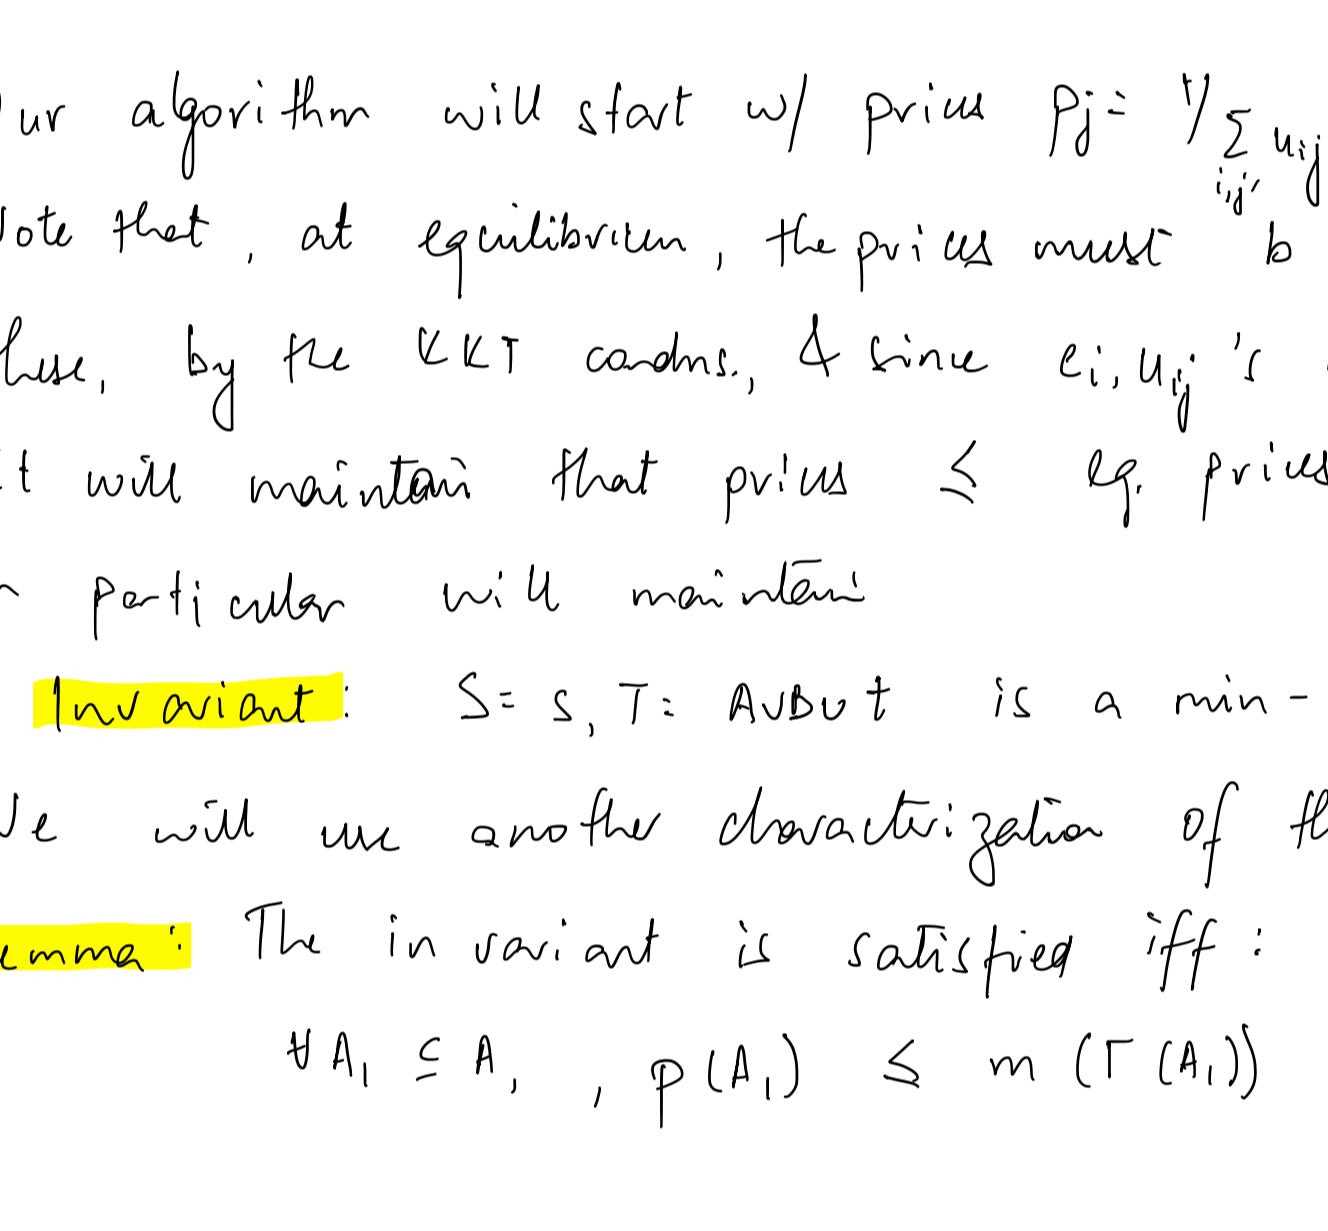 ur algorithm will start w/ prices Pj = 1/Σ uij
i,j'
ote that, at equilibrium, the prices must b
hese, by the KKT condns., & since ei, uij's
t will maintain that prices ≤ eq. prices
particular will maintain
Invariant: S = s, T = A∪B∪t is a min-
e will use another characterization of th
emma: The invariant is satisfied iff:
∀ A₁ ⊆ A, , p(A₁) ≤ m(Γ(A₁))